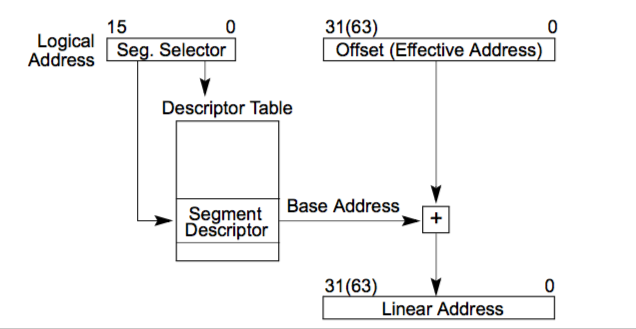 15 0
31(63) 0
Logical
Address
Seg. Selector
Offset (Effective Address)
Descriptor Table
Base Address
Segment
Descriptor
+
31(63) 0
Linear Address